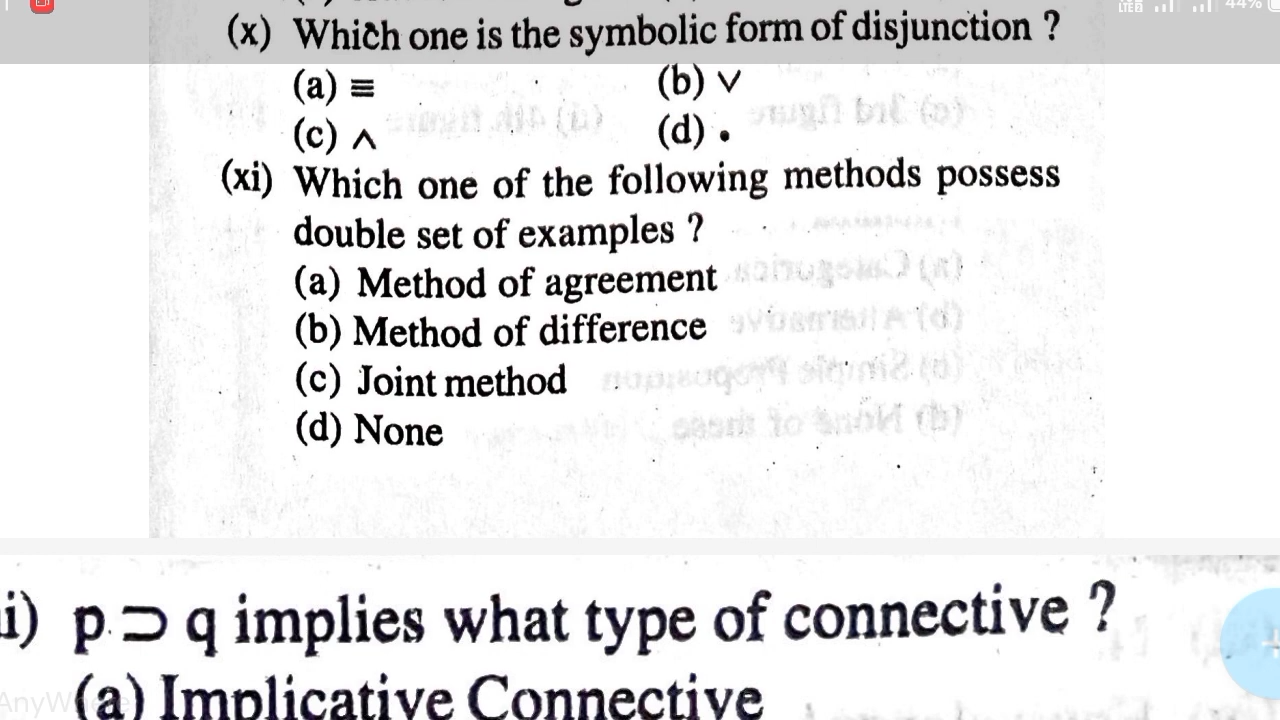 44%
(x) Which one is the symbolic form of disjunction ?
(a) ≡ (b) ∨
(c) ∧ (d) •
(xi) Which one of the following methods possess
double set of examples ?
(a) Method of agreement
(b) Method of difference
(c) Joint method
(d) None
i) p ⊃ q implies what type of connective ?
(a) Implicative Connective